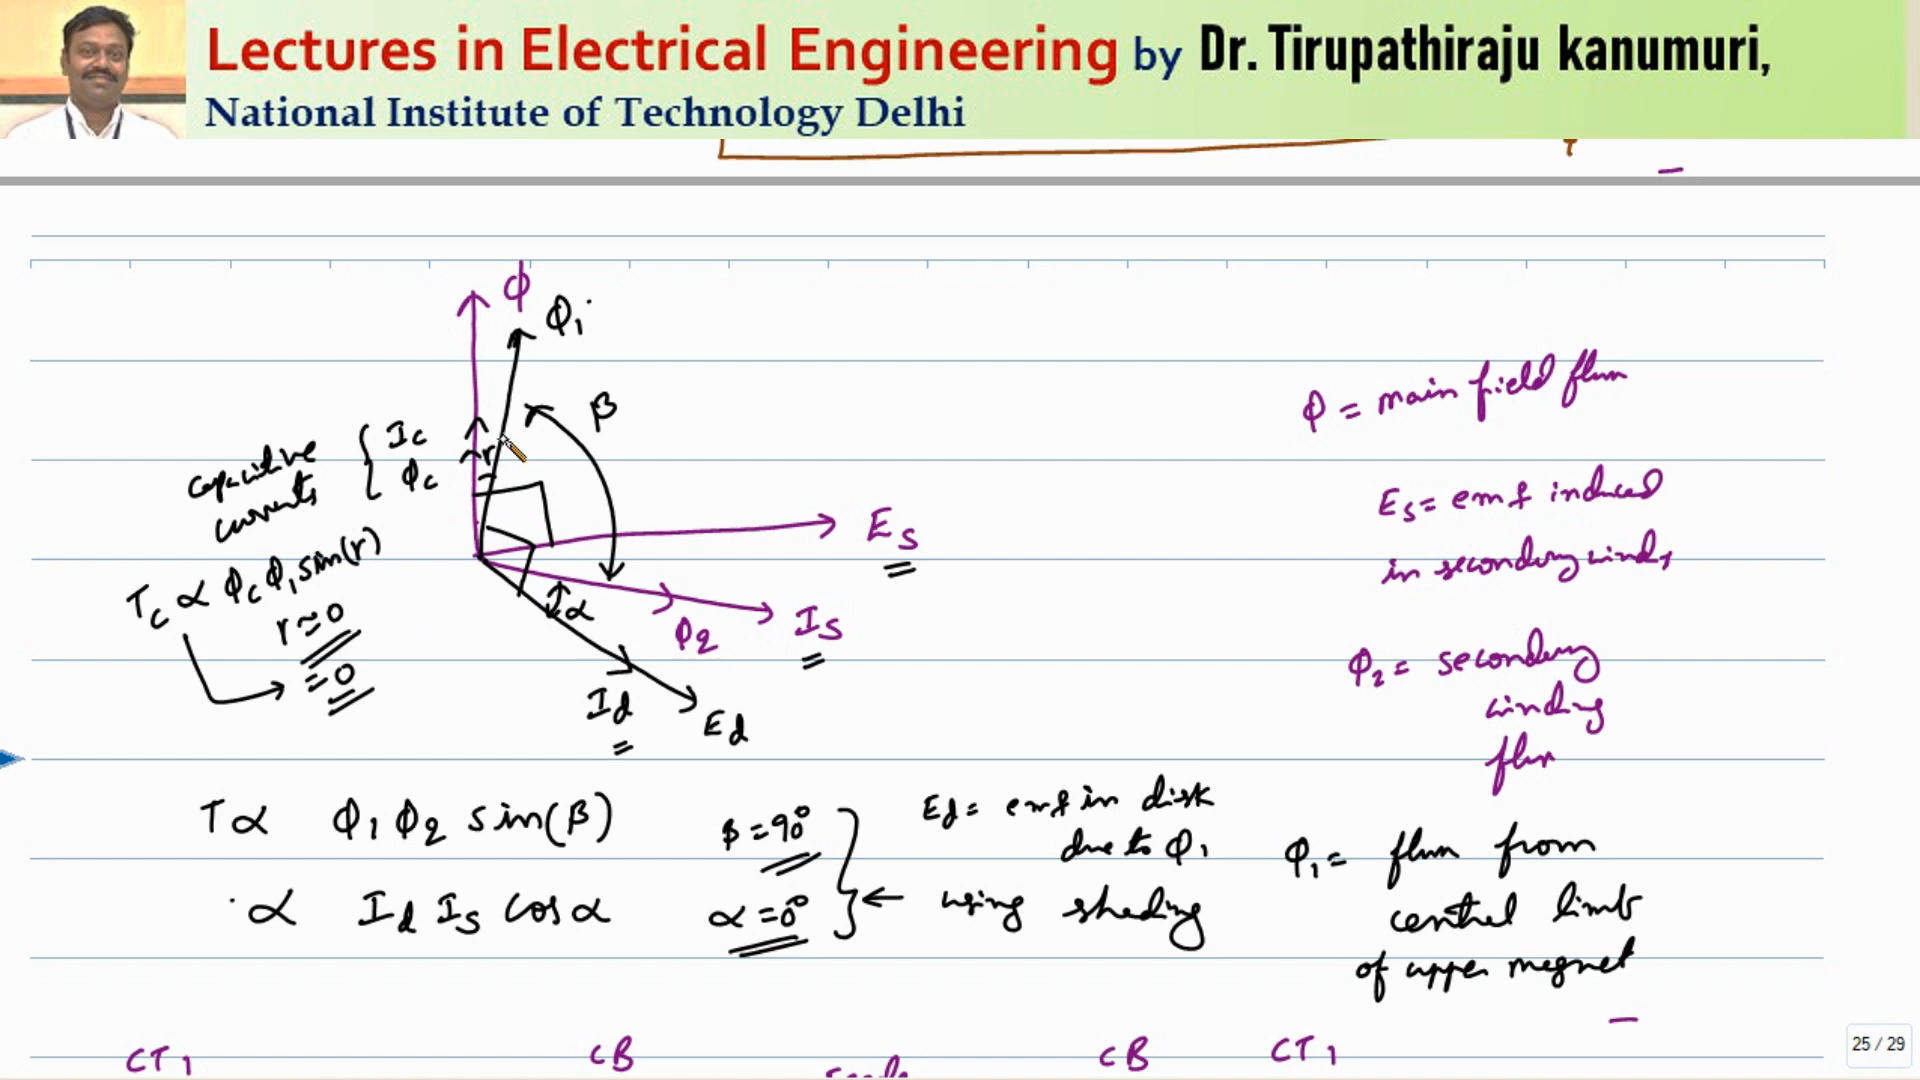 Lectures in Electrical Engineering by Dr. Tirupathiraju kanumuri,
National Institute of Technology Delhi
ϕ
ϕ1
β
capacitive currents { Ic ϕc
r
Es
Tc ∝ ϕc ϕ1 sin(r)
r≈0
=0
α
ϕ2
Is
Id
Ed
T ∝ ϕ1 ϕ2 sin(β)
∝ Id Is cos α
β = 90°
α = 0°
← using shading
Ed = emf in disk
due to ϕ1
ϕ = main field flux
Es = emf induced
in secondary
ϕ2 = secondary
winding
flux
ϕ1 = flux from
central limb
of upper magnet
CT1
CB
CB
CT1
25 / 29